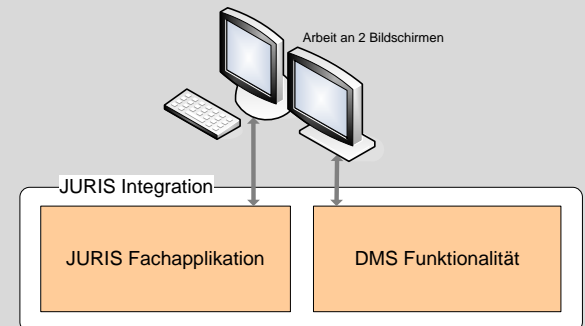 Arbeit an 2 Bildschirmen
JURIS Integration
JURIS Fachapplikation
DMS Funktionalität